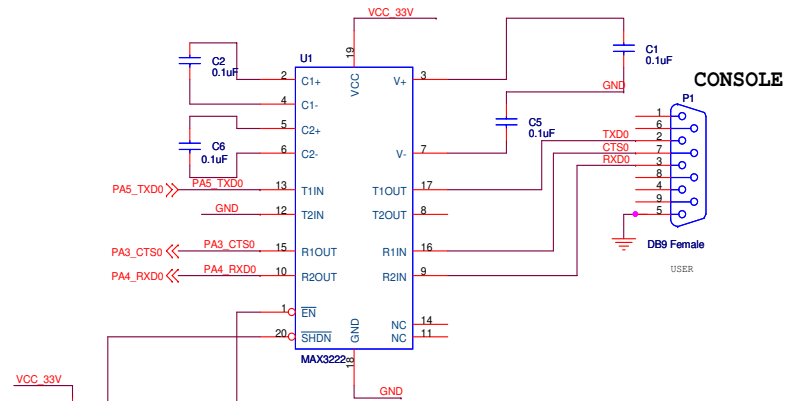 VCC_33V
U1
C2
0.1uF
C1
0.1uF
CONSOLE
P1
19
VCC
2
C1+
V+
3
4
C1-
GND
C5
0.1uF
5
C2+
C6
0.1uF
6
C2-
V-
7
1
6
TXD0
2
CTS0
7
RXD0
3
8
4
9
5
PA5_TXD0
PA5_TXD0
13
T1IN
T1OUT
17
GND
12
T2IN
T2OUT
8
PA3_CTS0
PA3_CTS0
15
R1OUT
R1IN
16
PA4_RXD0
PA4_RXD0
10
R2OUT
R2IN
9
DB9 Female
USER
1
EN
20
SHDN
GND
NC
14
NC
11
MAX3222
18
VCC_33V
GND